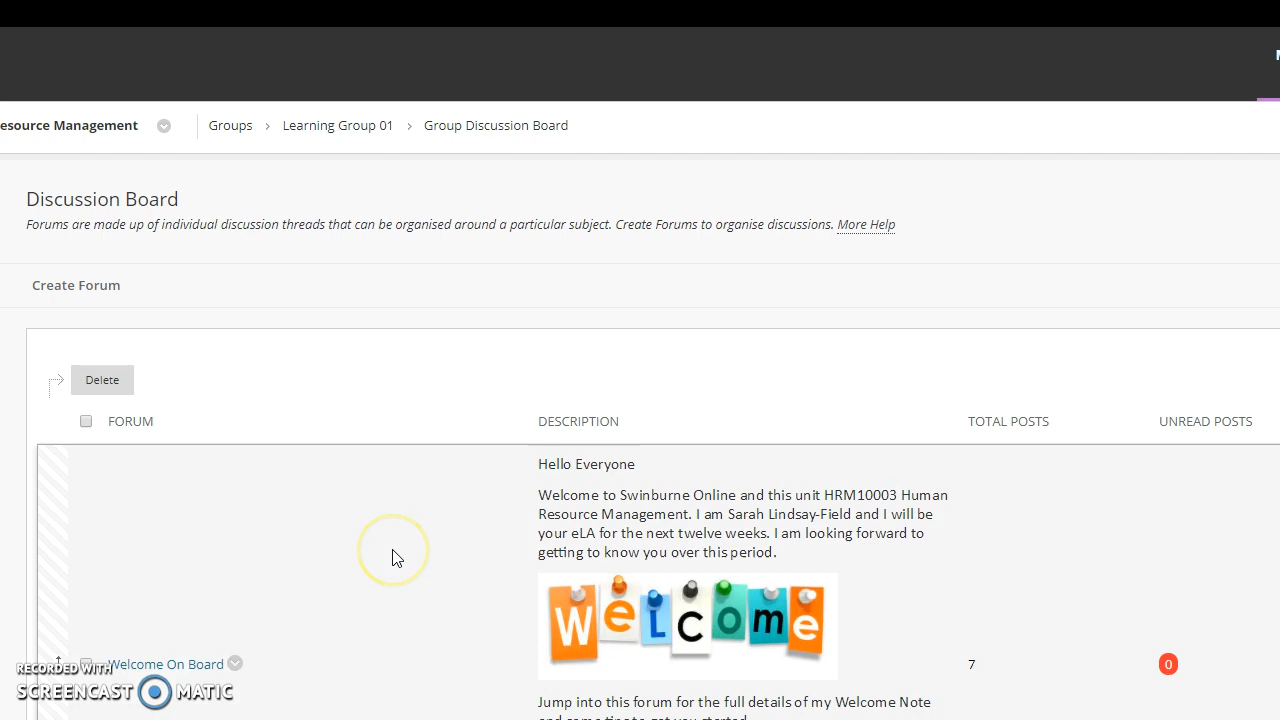 esource Management
Groups > Learning Group 01 > Group Discussion Board
Discussion Board
Forums are made up of individual discussion threads that can be organised around a particular subject. Create Forums to organise discussions. More Help
Create Forum
Delete
FORUM DESCRIPTION TOTAL POSTS UNREAD POSTS
Hello Everyone
Welcome to Swinburne Online and this unit HRM10003 Human
Resource Management. I am Sarah Lindsay-Field and I will be
your eLA for the next twelve weeks. I am looking forward to
getting to know you over this period.
WeLcome
Welcome On Board 7 0
Jump into this forum for the full details of my Welcome Note
RECORDED WITH
SCREENCAST MATIC